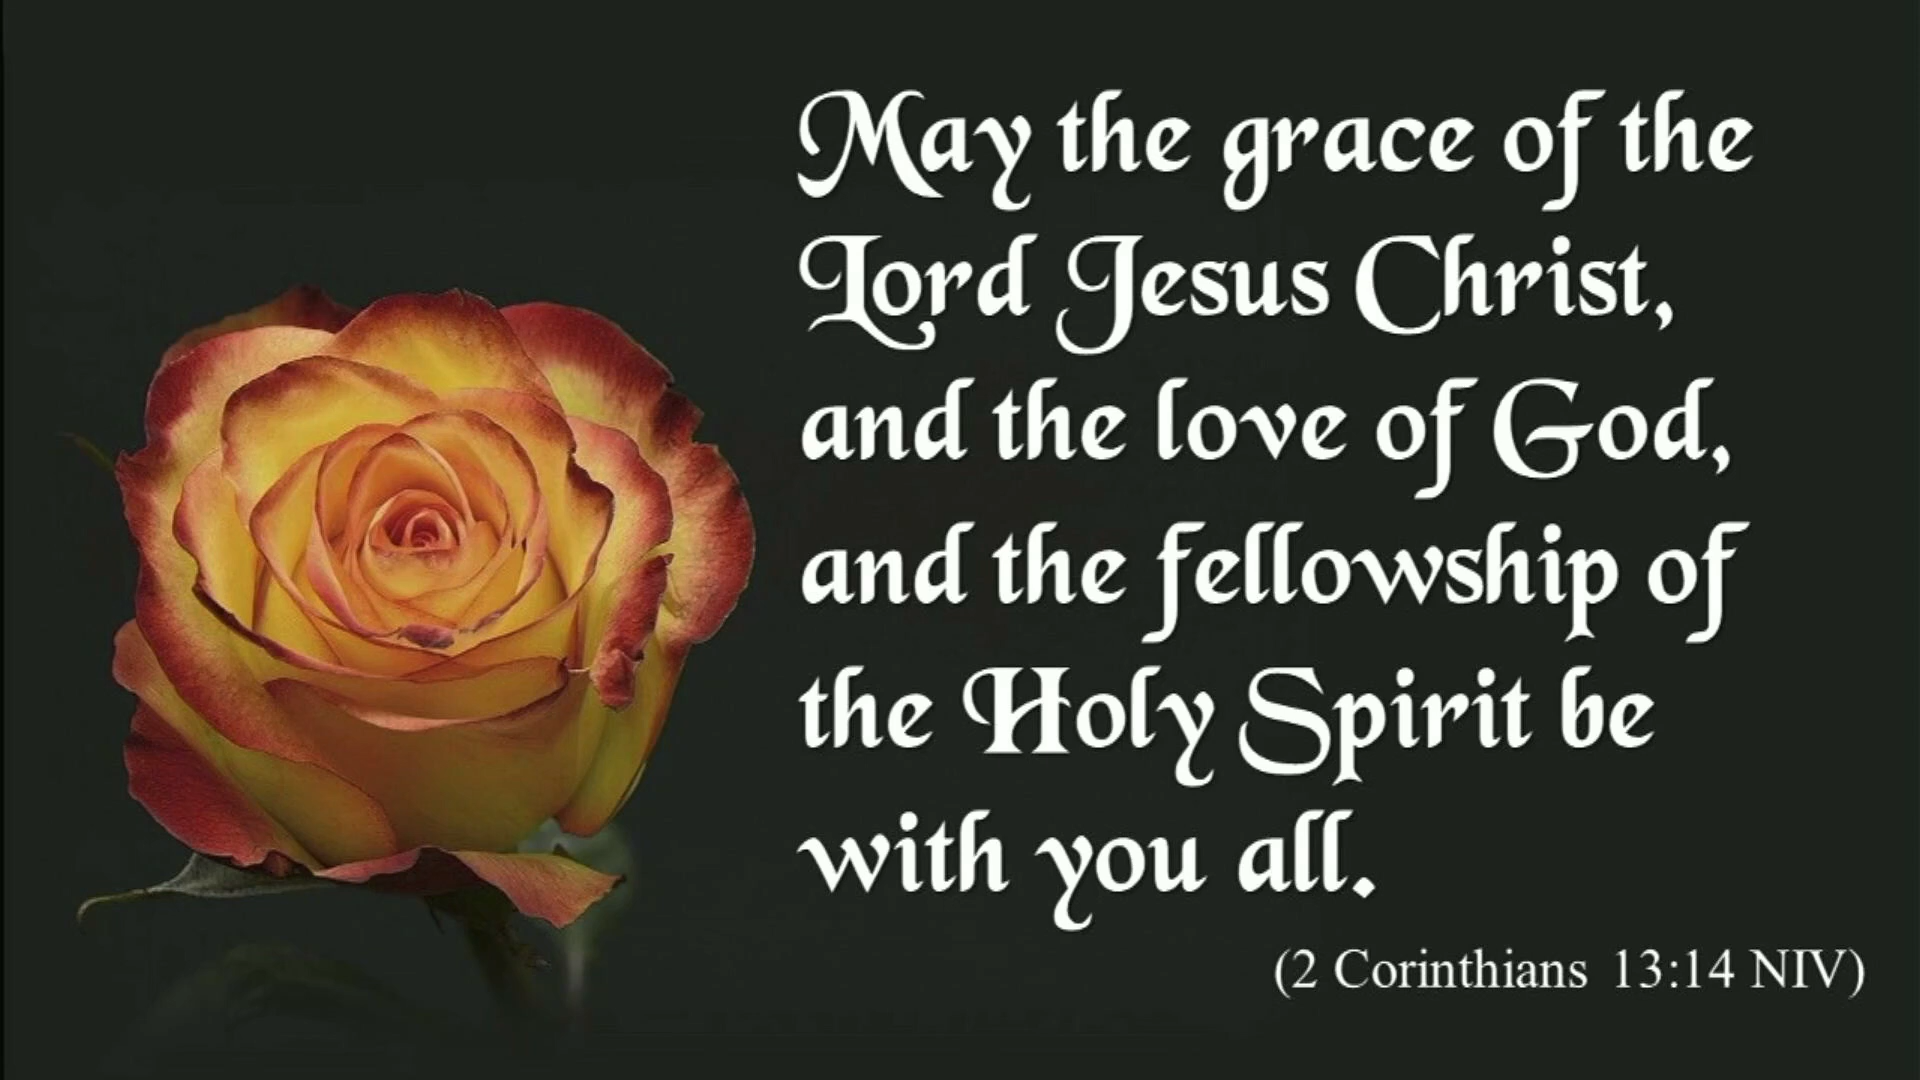 May the grace of the
Lord Jesus Christ,
and the love of God,
and the fellowship of
the Holy Spirit be
with you all.
(2 Corinthians 13:14 NIV)